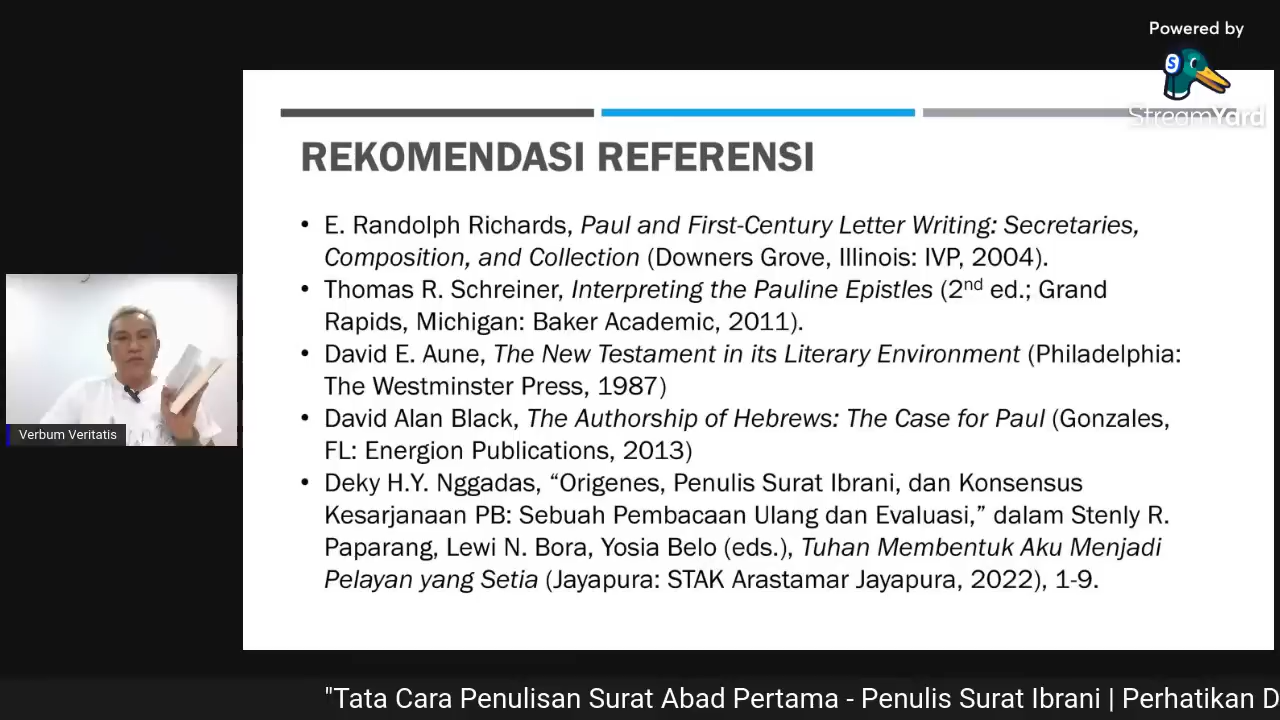 Powered by
StreamYard
REKOMENDASI REFERENSI
• E. Randolph Richards, Paul and First-Century Letter Writing: Secretaries,
Composition, and Collection (Downers Grove, Illinois: IVP, 2004).
• Thomas R. Schreiner, Interpreting the Pauline Epistles (2nd ed.; Grand
Rapids, Michigan: Baker Academic, 2011).
• David E. Aune, The New Testament in its Literary Environment (Philadelphia:
The Westminster Press, 1987)
• David Alan Black, The Authorship of Hebrews: The Case for Paul (Gonzales,
FL: Energion Publications, 2013)
• Deky H.Y. Nggadas, “Origenes, Penulis Surat Ibrani, dan Konsensus
Kesarjanaan PB: Sebuah Pembacaan Ulang dan Evaluasi,” dalam Stenly R.
Paparang, Lewi N. Bora, Yosia Belo (eds.), Tuhan Membentuk Aku Menjadi
Pelayan yang Setia (Jayapura: STAK Arastamar Jayapura, 2022), 1-9.
Verbum Veritatis
"Tata Cara Penulisan Surat Abad Pertama - Penulis Surat Ibrani | Perhatikan D